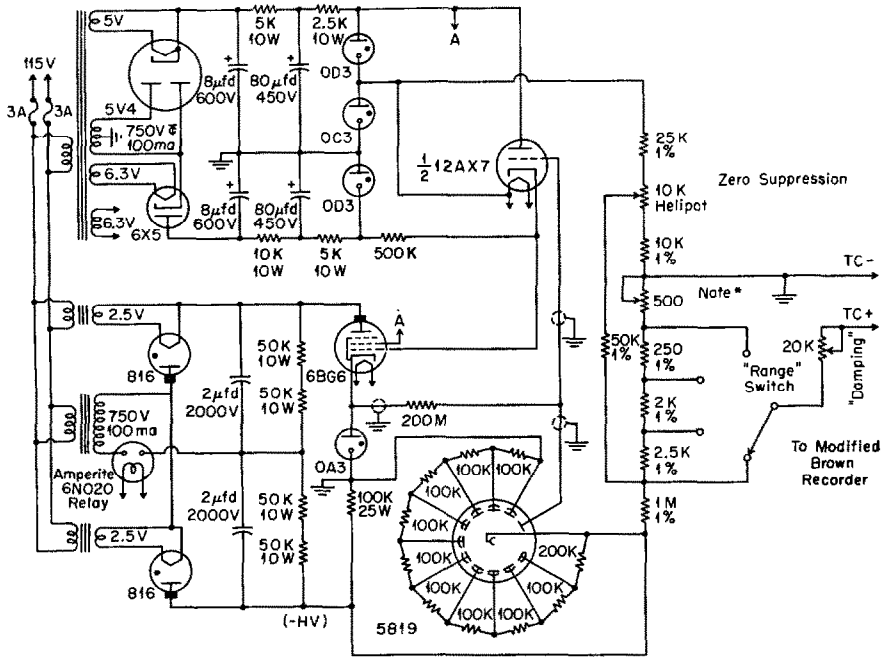 5V
5K
10W
2.5K
10W
A
115V
3A
3A
5V4
750V ₵
100ma
8µfd
600V
80µfd
450V
OD3
OC3
½ 12AX7
25K
1%
10K
Helipot
Zero Suppression
6.3V
6.3V
6X5
8µfd
600V
80µfd
450V
OD3
10K
10W
5K
10W
500K
10K
1%
TC-
Note*
500
2.5V
816
2µfd
2000V
50K
10W
50K
10W
A
6BG6
50K
1%
250
1%
"Range"
Switch
20K
TC+
"Damping"
2K
1%
2.5K
1%
To Modified
Brown
Recorder
750V
100ma
Amperite
6NO20
Relay
200M
OA3
2µfd
2000V
50K
10W
50K
10W
100K
25W
1M
1%
100K
100K
100K
100K
100K
100K
100K
100K
100K
100K
200K
2.5V
816
(-HV)
5819